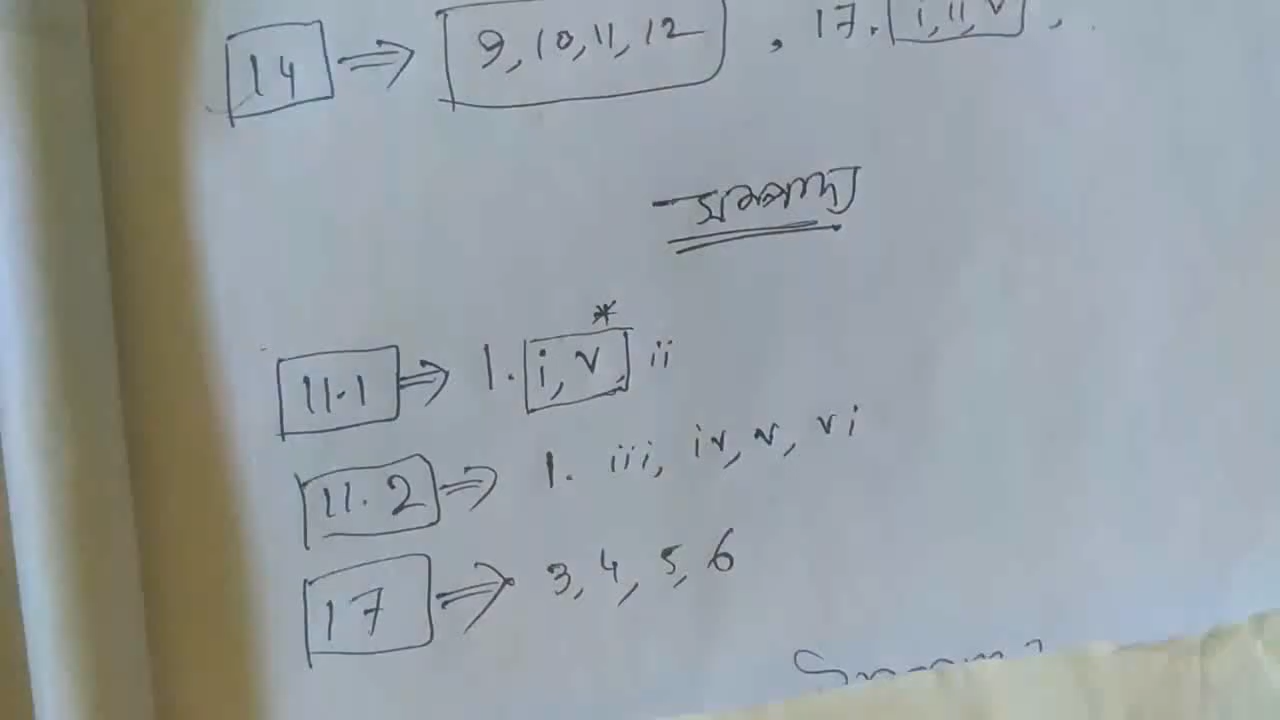 14 ⇒ 9, 10, 11, 12 , 17. i, ii, v .
11.1 ⇒ 1. i, v, * ii
11.2 ⇒ 1. iii, iv, v, vi
17 ⇒ 3, 4, 5, 6